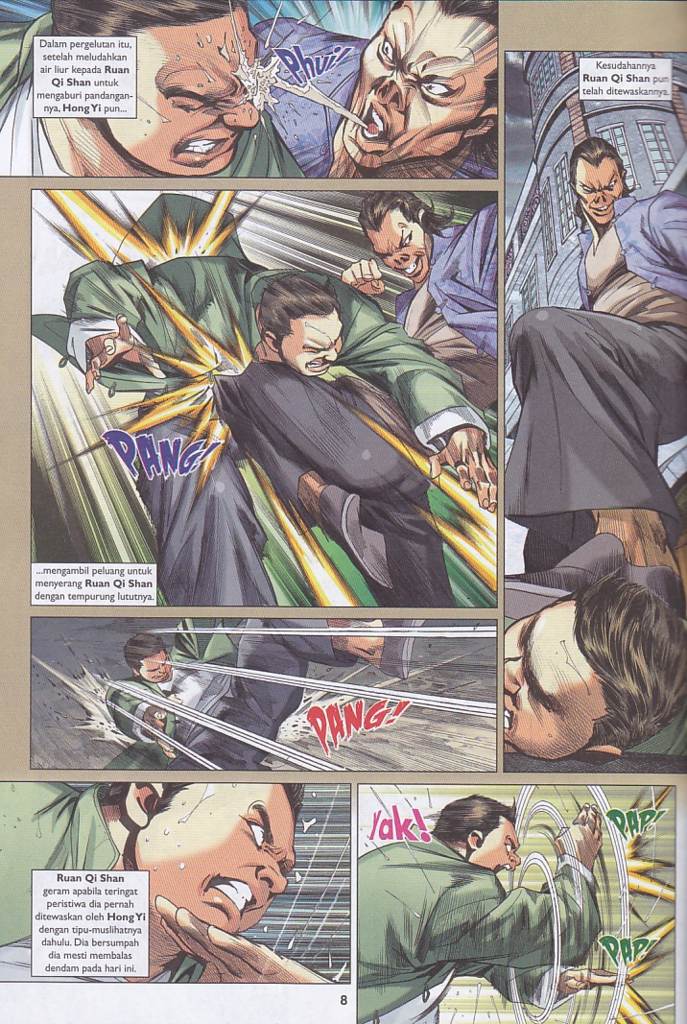 Dalam pergelutan itu,
setelah meludahkan
air liur kepada Ruan
Qi Shan untuk
mengaburi pandangan-
nya, Hong Yi pun...
Phui!
Kesudahannya
Ruan Qi Shan pun
telah ditewaskannya.
PANG!
...mengambil peluang untuk
menyerang Ruan Qi Shan
dengan tempurung lututnya.
PANG!
Ruan Qi Shan
geram apabila teringat
peristiwa dia pernah
ditewaskan oleh Hong Yi
dengan tipu-muslihatnya
dahulu. Dia bersumpah
dia mesti membalas
dendam pada hari ini.
Yak!
PAP!
PAP!
8